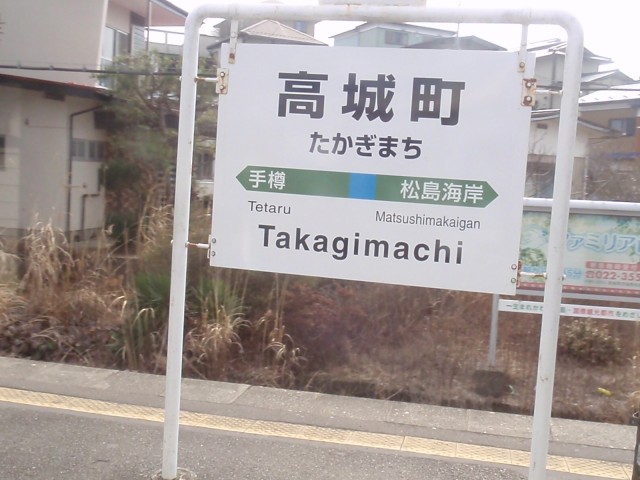 高城町
たかぎまち
手樽 松島海岸
Tetaru Matsushimakaigan
Takagimachi